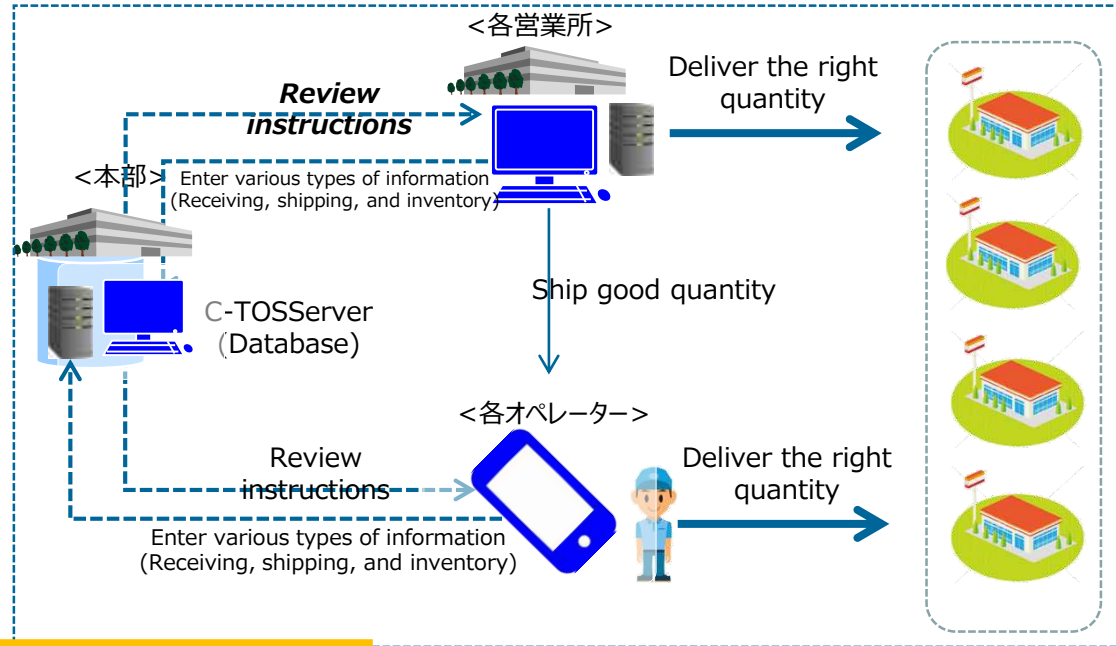 <各営業所>
Deliver the right
quantity
Review
instructions
<本部>
Enter various types of information
(Receiving, shipping, and inventory)
C-TOSServer
(Database)
Ship good quantity
<各オペレーター>
Review
instructions
Deliver the right
quantity
Enter various types of information
(Receiving, shipping, and inventory)